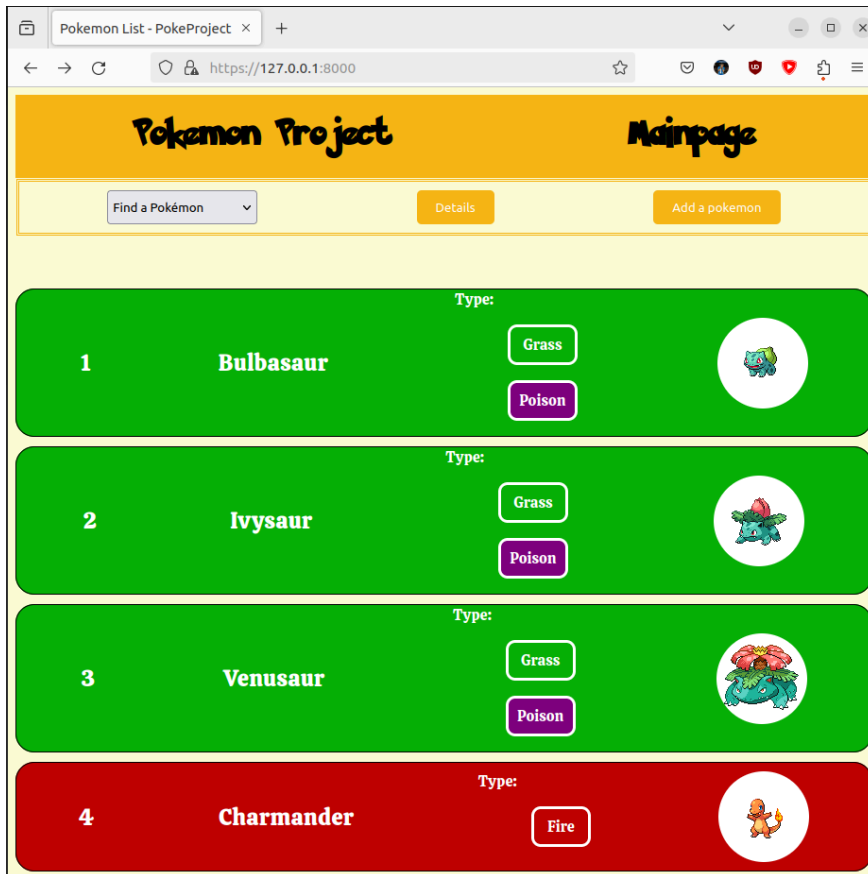 Pokemon List - PokeProject
https://127.0.0.1:8000
Pokemon Project Mainpage
Find a Pokémon Details Add a pokemon
Type:
1 Bulbasaur
Grass
Poison
Type:
2 Ivysaur
Grass
Poison
Type:
3 Venusaur
Grass
Poison
Type:
4 Charmander
Fire